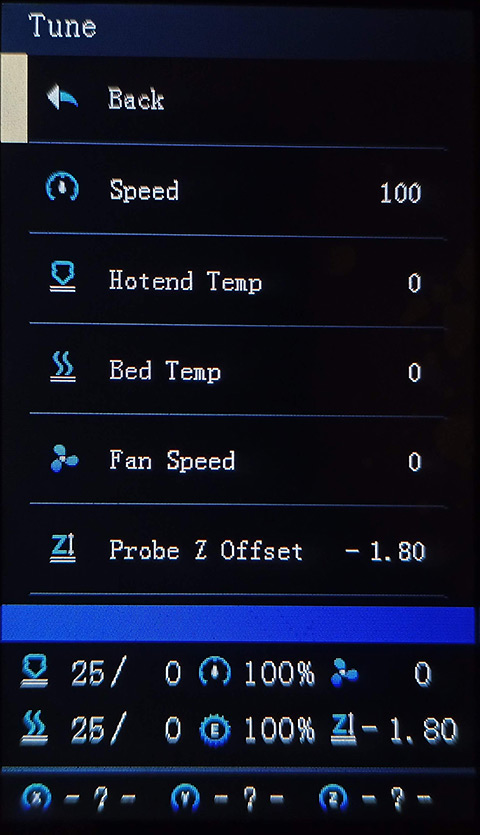 Tune
Back
Speed 100
Hotend Temp 0
Bed Temp 0
Fan Speed 0
Probe Z Offset -1.80
25/ 0 100% 0
25/ 0 E 100% Z -1.80
X -?- Y -?- Z -?-